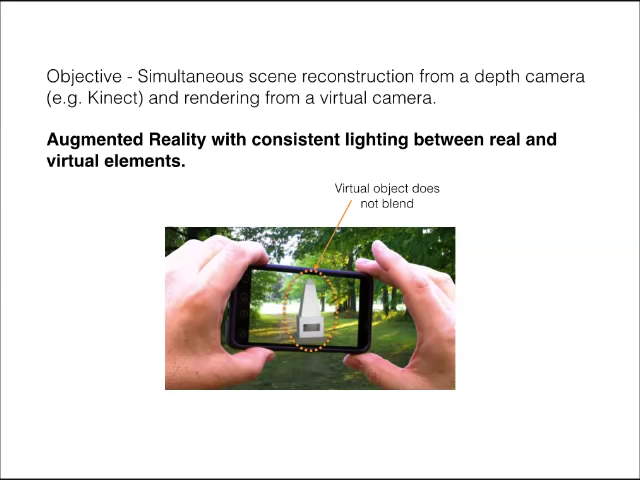 Objective - Simultaneous scene reconstruction from a depth camera
(e.g. Kinect) and rendering from a virtual camera.
Augmented Reality with consistent lighting between real and
virtual elements.
Virtual object does
not blend